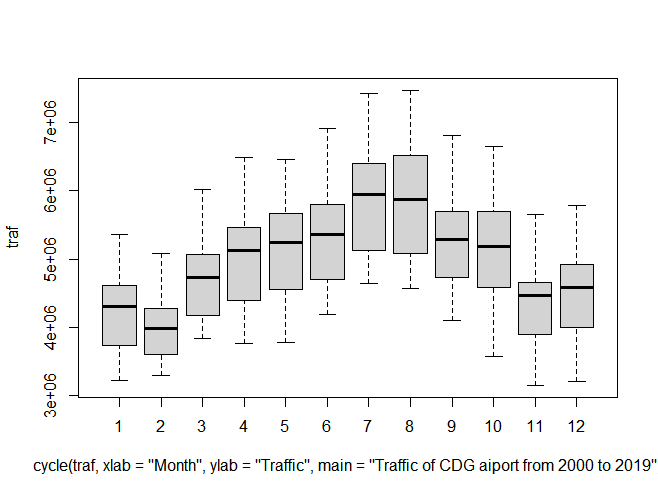 7e+06
6e+06
5e+06
4e+06
3e+06
traf
1 2 3 4 5 6 7 8 9 10 11 12
cycle(traf, xlab = "Month", ylab = "Traffic", main = "Traffic of CDG aiport from 2000 to 2019"